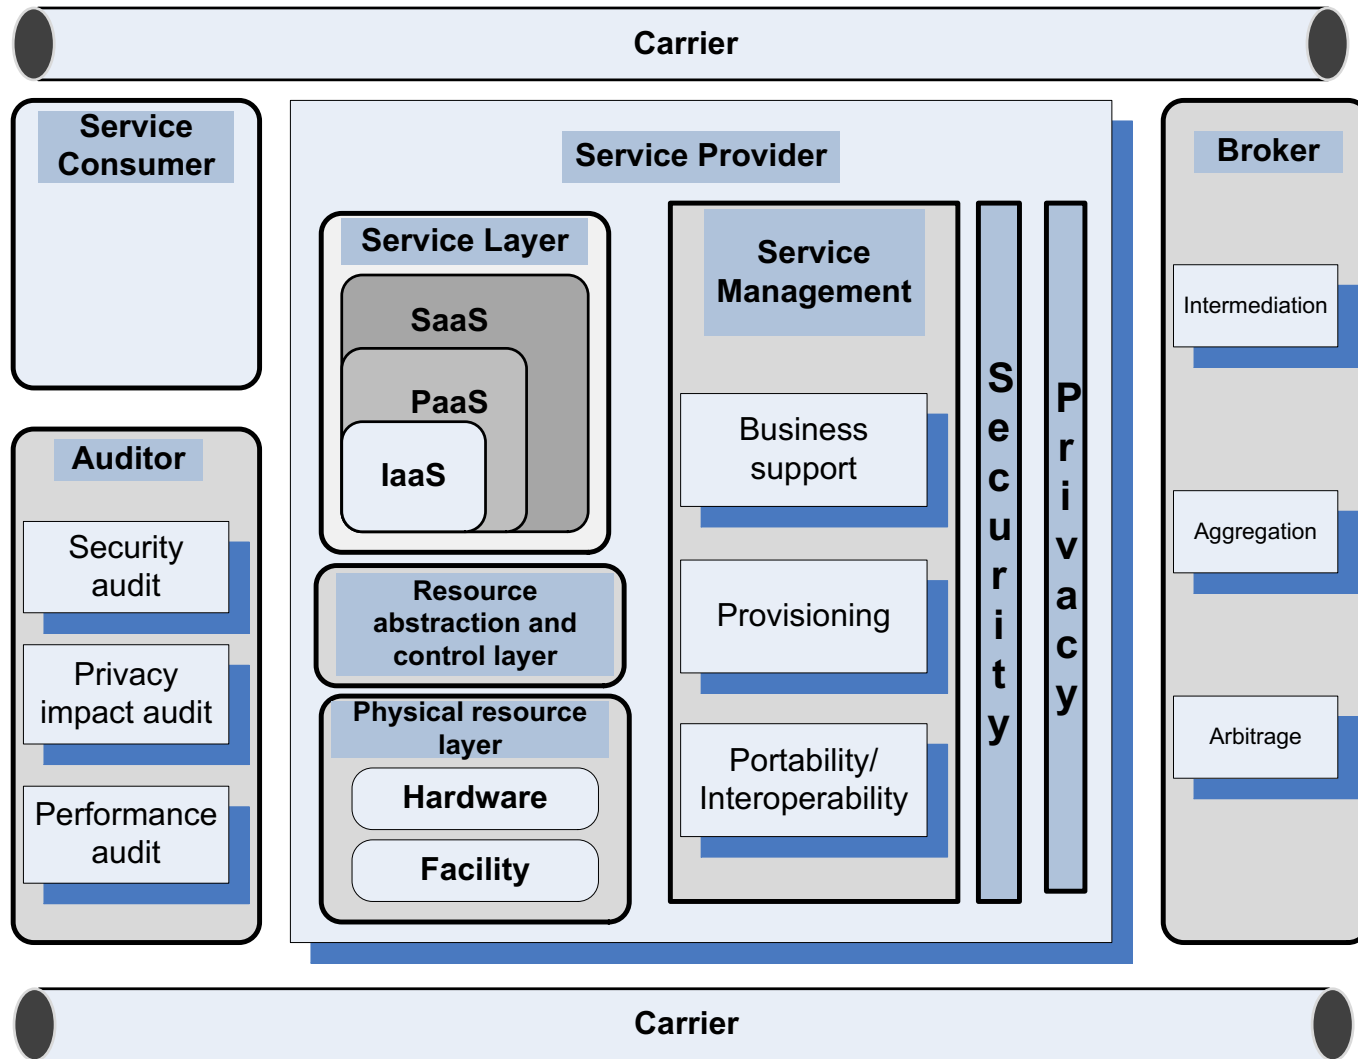 Carrier
Service
Consumer
Service Provider
Broker
Service Layer
SaaS
PaaS
IaaS
Service
Management
Business
support
Provisioning
Portability/
Interoperability
Security
Privacy
Intermediation
Aggregation
Arbitrage
Auditor
Security
audit
Privacy
impact audit
Performance
audit
Resource
abstraction and
control layer
Physical resource
layer
Hardware
Facility
Carrier